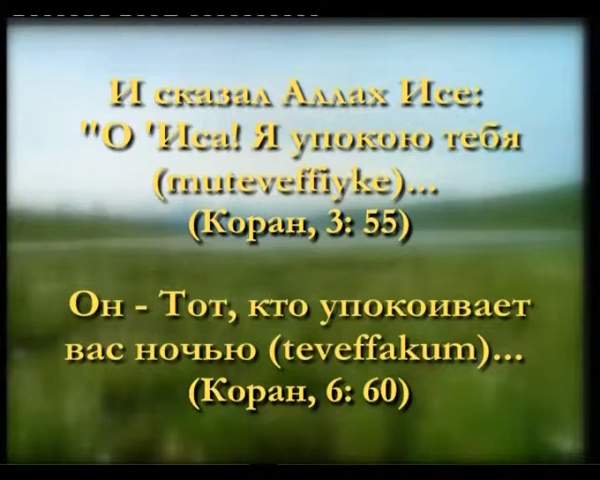 И сказал Аллах Исе:
"О 'Иса! Я упокою тебя
(muteveffiyke)...
(Коран, 3: 55)
Он - Тот, кто упокоивает
вас ночью (teveffakum)...
(Коран, 6: 60)